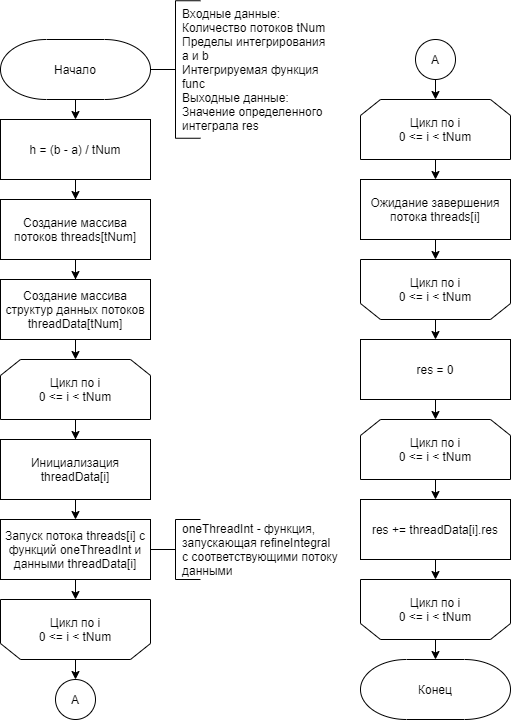 Начало
Входные данные:
Количество потоков tNum
Пределы интегрирования
a и b
Интегрируемая функция
func
Выходные данные:
Значение определенного
интеграла res
h = (b - a) / tNum
Создание массива
потоков threads[tNum]
Создание массива
структур данных потоков
threadData[tNum]
Цикл по i
0 <= i < tNum
Инициализация
threadData[i]
Запуск потока threads[i] с
функций oneThreadInt и
данными threadData[i]
oneThreadInt - функция,
запускающая refineIntegral
с соответствующими потоку
данными
Цикл по i
0 <= i < tNum
A
A
Цикл по i
0 <= i < tNum
Ожидание завершения
потока threads[i]
Цикл по i
0 <= i < tNum
res = 0
Цикл по i
0 <= i < tNum
res += threadData[i].res
Цикл по i
0 <= i < tNum
Конец